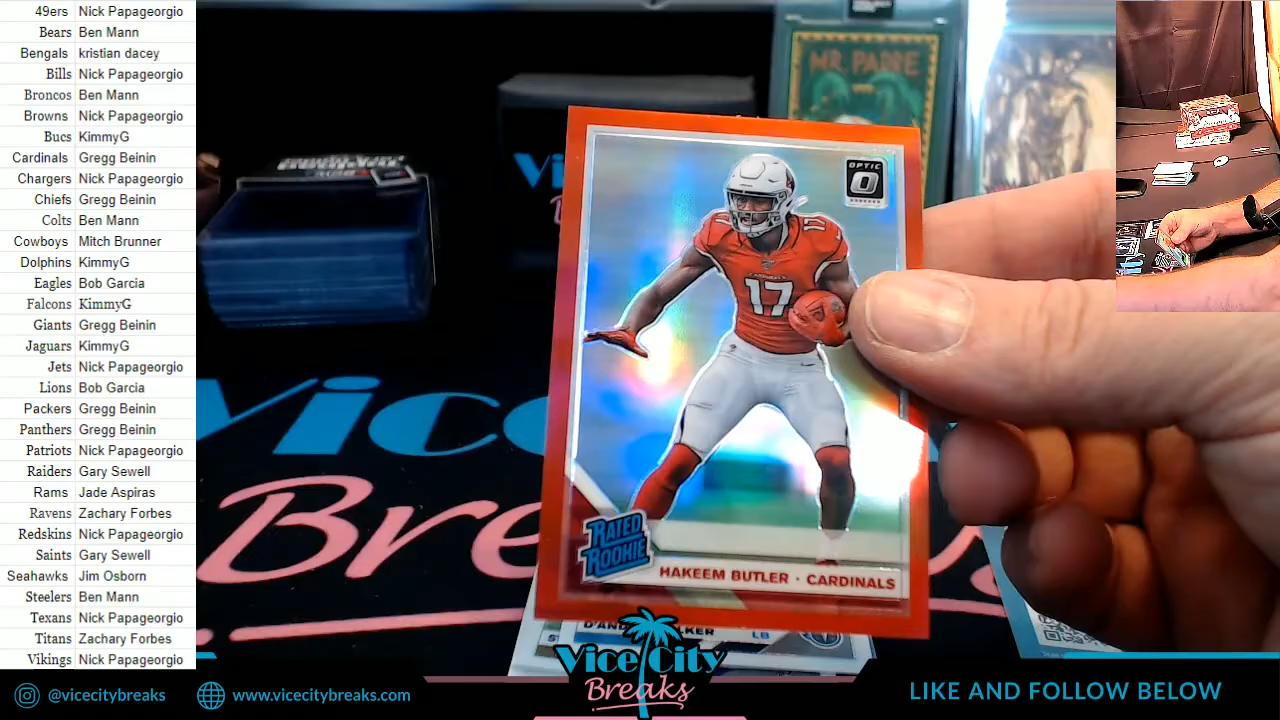 49ers Nick Papageorgio
Bears Ben Mann
Bengals kristian dacey
Bills Nick Papageorgio
Broncos Ben Mann
Browns Nick Papageorgio
Bucs KimmyG
Cardinals Gregg Beinin
Chargers Nick Papageorgio
Chiefs Gregg Beinin
Colts Ben Mann
Cowboys Mitch Brunner
Dolphins KimmyG
Eagles Bob Garcia
Falcons KimmyG
Giants Gregg Beinin
Jaguars KimmyG
Jets Nick Papageorgio
Lions Bob Garcia
Packers Gregg Beinin
Panthers Gregg Beinin
Patriots Nick Papageorgio
Raiders Gary Sewell
Rams Jade Aspiras
Ravens Zachary Forbes
Redskins Nick Papageorgio
Saints Gary Sewell
Seahawks Jim Osborn
Steelers Ben Mann
Texans Nick Papageorgio
Titans Zachary Forbes
Vikings Nick Papageorgio
MR. PADRE
OPTIC
17
17
RATED
ROOKIE
HAKEEM BUTLER · CARDINALS
LB
Vice City
Breaks
@vicecitybreaks
www.vicecitybreaks.com
LIKE AND FOLLOW BELOW